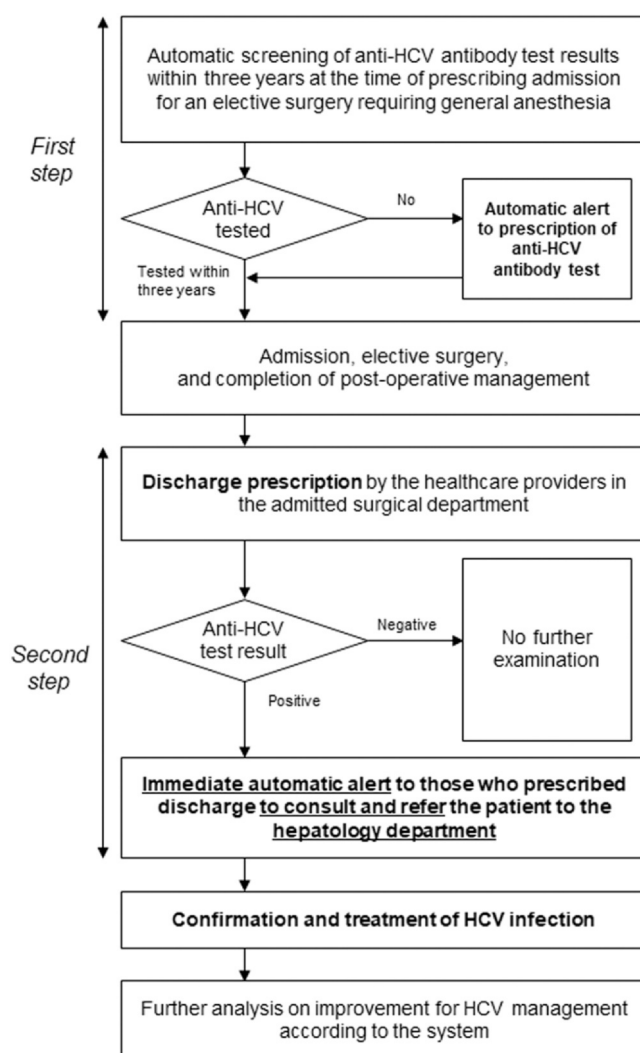 Automatic screening of anti-HCV antibody test results
within three years at the time of prescribing admission
for an elective surgery requiring general anesthesia
First
step
Anti-HCV
tested
No
Automatic alert
to prescription of
anti-HCV
antibody test
Tested within
three years
Admission, elective surgery,
and completion of post-operative management
Discharge prescription by the healthcare providers in
the admitted surgical department
Second
step
Anti-HCV
test result
Negative
No further
examination
Positive
Immediate automatic alert to those who prescribed
discharge to consult and refer the patient to the
hepatology department
Confirmation and treatment of HCV infection
Further analysis on improvement for HCV management
according to the system